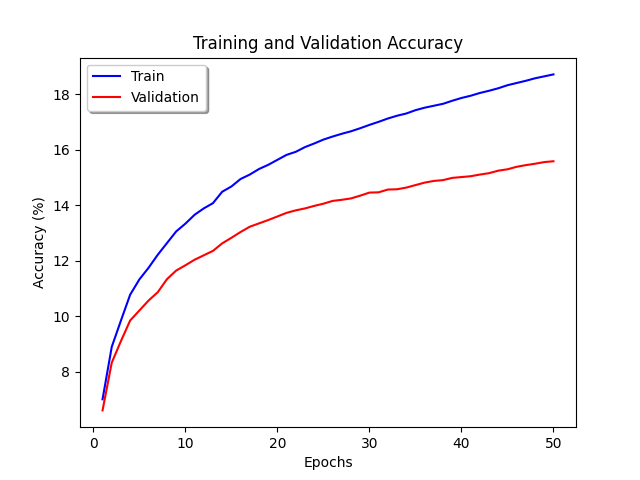 Training and Validation Accuracy
Train
Validation
Accuracy (%)
18
16
14
12
10
8
0 10 20 30 40 50
Epochs